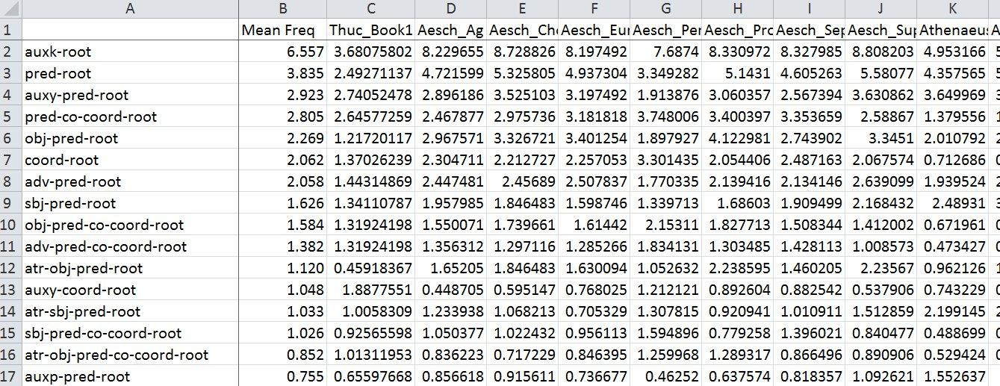 A B C D E F G H I J K
1 Mean Freq Thuc_Book1 Aesch_Ag Aesch_Cho Aesch_Eur Aesch_Per Aesch_Pro Aesch_Sep Aesch_Sup Athenaeus A
2 auxk-root 6.557 3.68075802 8.229655 8.728826 8.197492 7.6874 8.330972 8.327985 8.808203 4.953166 5
3 pred-root 3.835 2.49271137 4.721599 5.325805 4.937304 3.349282 5.1431 4.605263 5.58077 4.357565 5
4 auxy-pred-root 2.923 2.74052478 2.896186 3.525103 3.197492 1.913876 3.060357 2.567394 3.630862 3.649969 3
5 pred-co-coord-root 2.805 2.64577259 2.467877 2.975736 3.181818 3.748006 3.400397 3.353659 2.58867 1.379556 1
6 obj-pred-root 2.269 1.21720117 2.967571 3.326721 3.401254 1.897927 4.122981 2.743902 3.3451 2.010792 2
7 coord-root 2.062 1.37026239 2.304711 2.212727 2.257053 3.301435 2.054406 2.487163 2.067574 0.712686 0
8 adv-pred-root 2.058 1.44314869 2.447481 2.45689 2.507837 1.770335 2.139416 2.134146 2.639099 1.939524 2
9 sbj-pred-root 1.626 1.34110787 1.957985 1.846483 1.598746 1.339713 1.68603 1.909499 2.168432 2.48931 3
10 obj-pred-co-coord-root 1.584 1.31924198 1.550071 1.739661 1.61442 2.15311 1.827713 1.508344 1.412002 0.671961 0
11 adv-pred-co-coord-root 1.382 1.31924198 1.356312 1.297116 1.285266 1.834131 1.303485 1.428113 1.008573 0.473427 0
12 atr-obj-pred-root 1.120 0.45918367 1.65205 1.846483 1.630094 1.052632 2.238595 1.460205 2.23567 0.962126 1
13 auxy-coord-root 1.048 1.8877551 0.448705 0.595147 0.768025 1.212121 0.892604 0.882542 0.537906 0.743229 0
14 atr-sbj-pred-root 1.033 1.0058309 1.233938 1.068213 0.705329 1.307815 0.920941 1.010911 1.512859 2.199145 2
15 sbj-pred-co-coord-root 1.026 0.92565598 1.050377 1.022432 0.956113 1.594896 0.779258 1.396021 0.840477 0.488699 0
16 atr-obj-pred-co-coord-root 0.852 1.01311953 0.836223 0.717229 0.846395 1.259968 1.289317 0.866496 0.890906 0.529424 0
17 auxp-pred-root 0.755 0.65597668 0.856618 0.915611 0.736677 0.46252 0.637574 0.818357 1.092621 1.552637